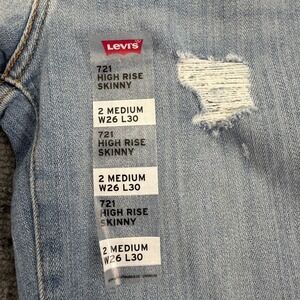 LEVI'S
721
HIGH RISE
SKINNY
2 MEDIUM
W26 L30
721
HIGH RISE
SKINNY
2 MEDIUM
W26 L30
721
HIGH RISE
SKINNY
2 MEDIUM
W26 L30